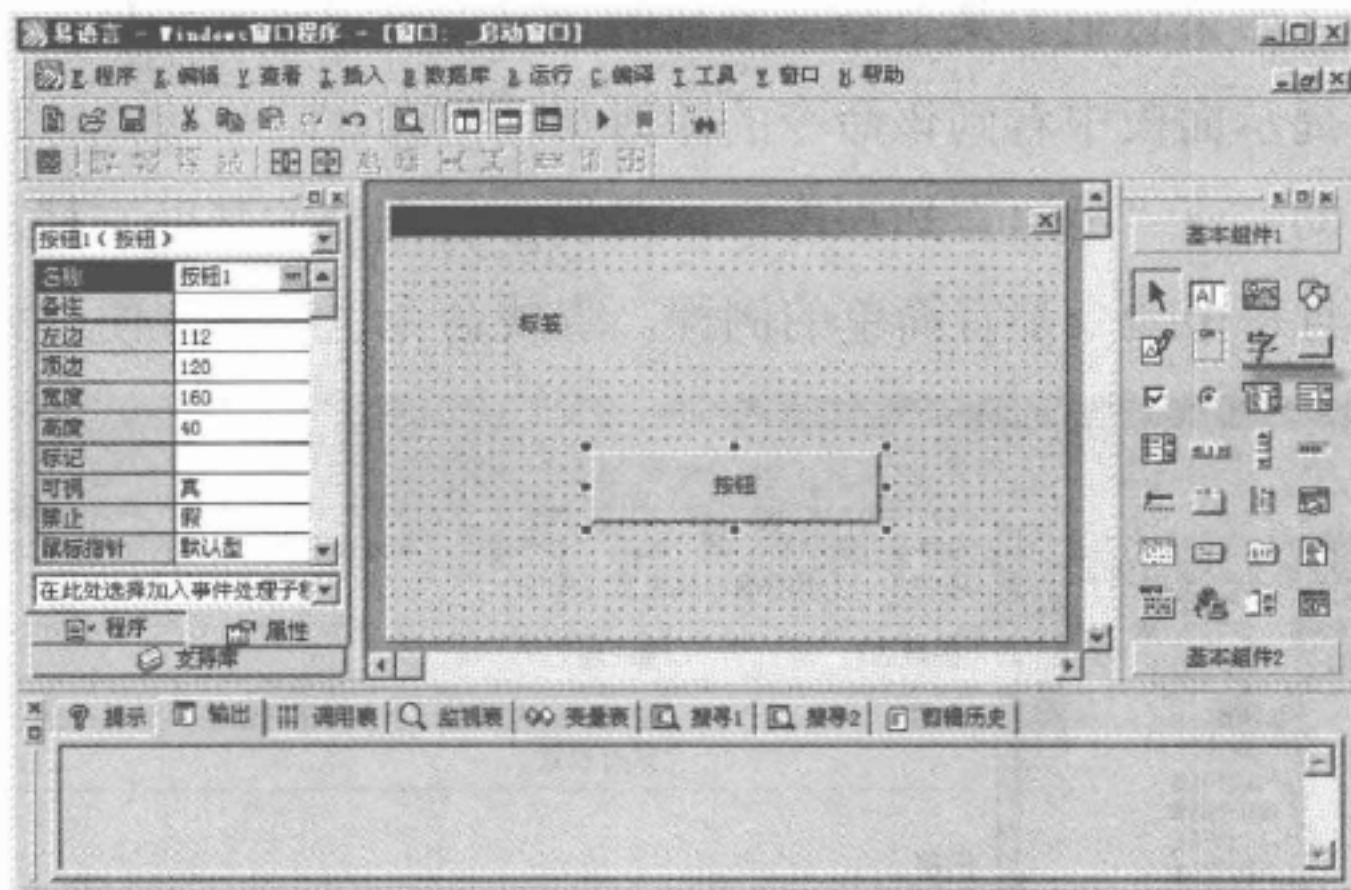 易语言 - Windows窗口程序 - [窗口: _启动窗口]
F.程序 E.编辑 V.查看 I.插入 B.数据库 R.运行 C.编译 T.工具 W.窗口 H.帮助
按钮1(按钮)
名称 按钮1
备注
左边 112
顶边 120
宽度 160
高度 40
标记
可视 真
禁止 假
鼠标指针 默认型
在此处选择加入事件处理子
程序 属性
支持库
标签
按钮
基本组件1
字
基本组件2
提示 输出 调用表 监视表 变量表 搜寻1 搜寻2 剪辑历史